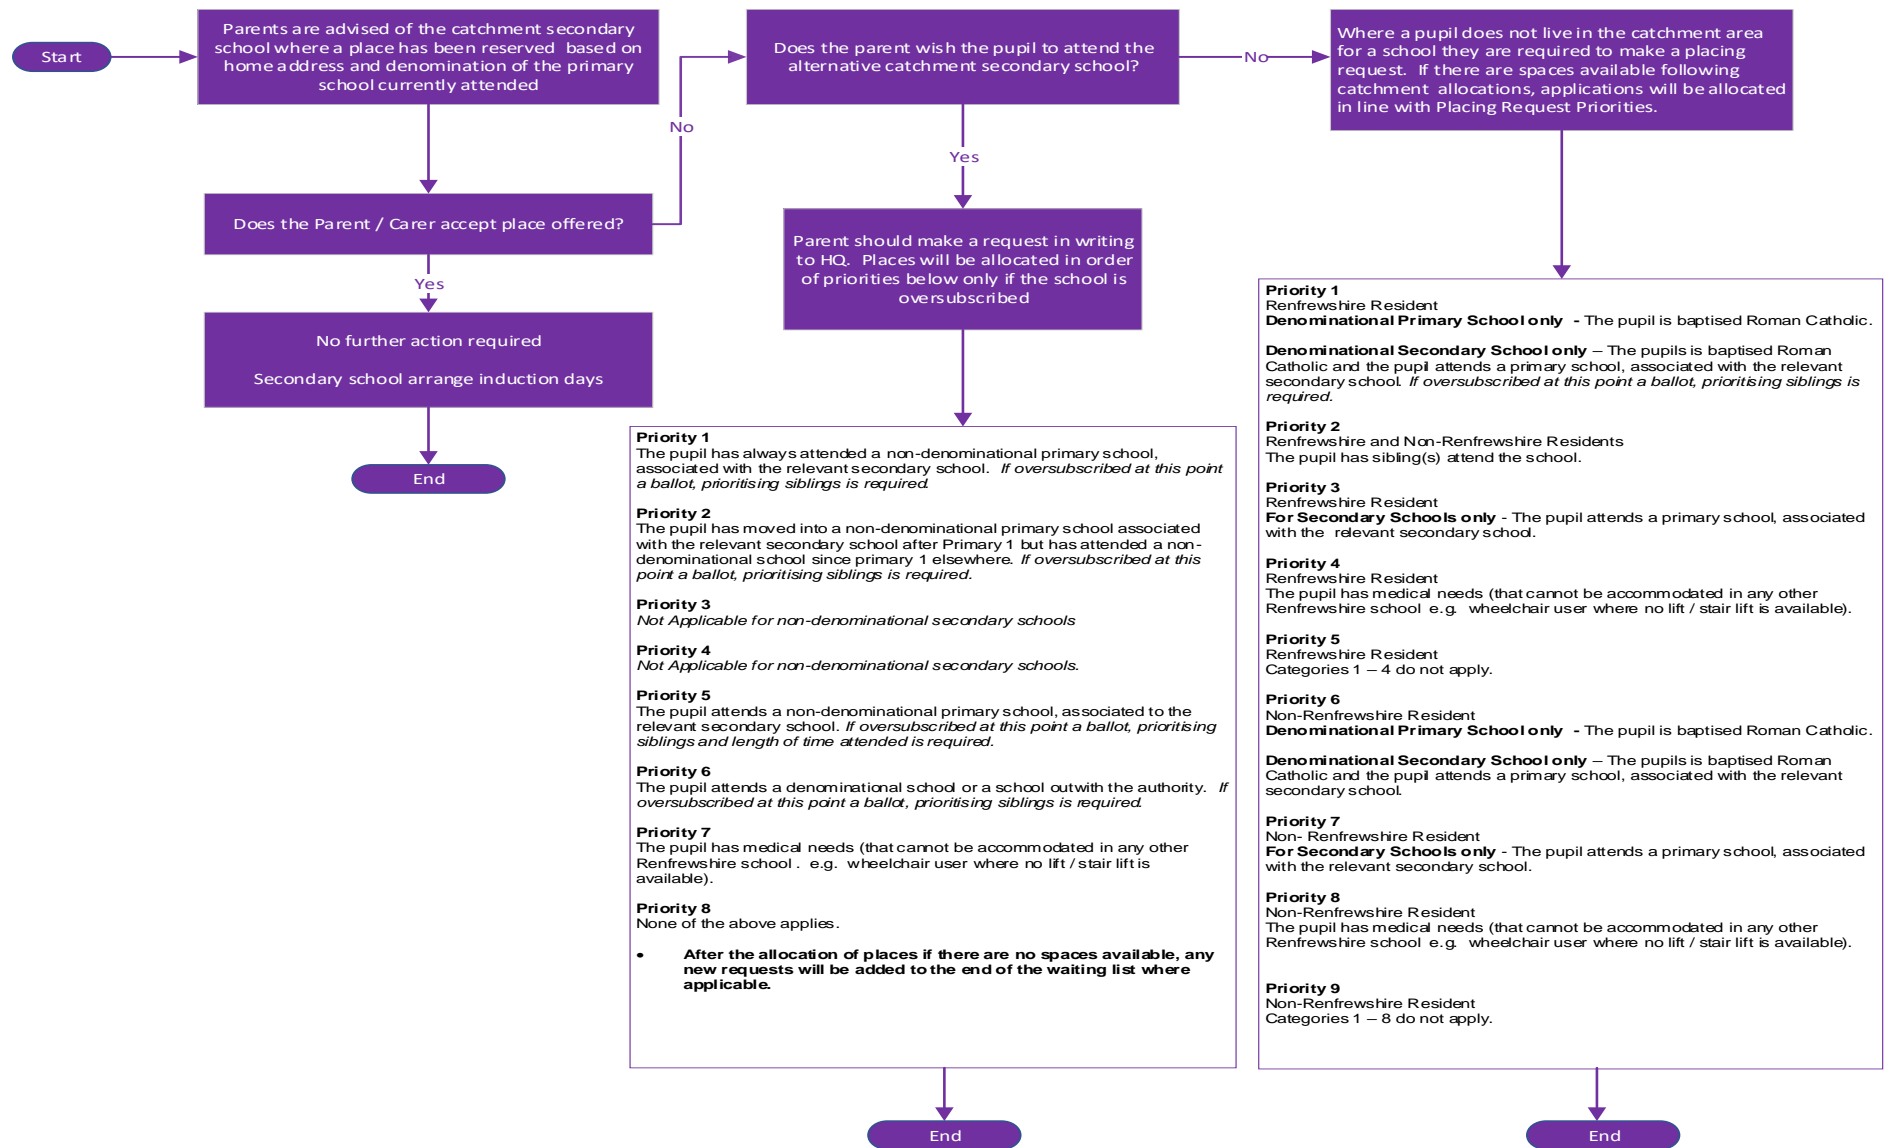 Start
Parents are advised of the catchment secondary
school where a place has been reserved based on
home address and denomination of the primary
school currently attended
Does the Parent / Carer accept place offered?
Yes
No further action required
Secondary school arrange induction days
End
No
Does the parent wish the pupil to attend the
alternative catchment secondary school?
Yes
Parent should make a request in writing
to HQ. Places will be allocated in order
of priorities below only if the school is
oversubscribed
Priority 1
The pupil has always attended a non-denominational primary school,
associated with the relevant secondary school. If oversubscribed at this point
a ballot, prioritising siblings is required.
Priority 2
The pupil has moved into a non-denominational primary school associated
with the relevant secondary school after Primary 1 but has attended a non-
denominational school since primary 1 elsewhere. If oversubscribed at this
point a ballot, prioritising siblings is required.
Priority 3
Not Applicable for non-denominational secondary schools
Priority 4
Not Applicable for non-denominational secondary schools.
Priority 5
The pupil attends a non-denominational primary school, associated to the
relevant secondary school. If oversubscribed at this point a ballot, prioritising
siblings and length of time attended is required.
Priority 6
The pupil attends a denominational school or a school outwith the authority. If
oversubscribed at this point a ballot, prioritising siblings is required.
Priority 7
The pupil has medical needs (that cannot be accommodated in any other
Renfrewshire school . e.g. wheelchair user where no lift / stair lift is
available).
Priority 8
None of the above applies.
• After the allocation of places if there are no spaces available, any
new requests will be added to the end of the waiting list where
applicable.
End
No
Where a pupil does not live in the catchment area
for a school they are required to make a placing
request. If there are spaces available following
catchment allocations, applications will be allocated
in line with Placing Request Priorities.
Priority 1
Renfrewshire Resident
Denominational Primary School only - The pupil is baptised Roman Catholic.
Denominational Secondary School only – The pupils is baptised Roman
Catholic and the pupil attends a primary school, associated with the relevant
secondary school. If oversubscribed at this point a ballot, prioritising siblings is
required.
Priority 2
Renfrewshire and Non-Renfrewshire Residents
The pupil has sibling(s) attend the school.
Priority 3
Renfrewshire Resident
For Secondary Schools only - The pupil attends a primary school, associated
with the relevant secondary school.
Priority 4
Renfrewshire Resident
The pupil has medical needs (that cannot be accommodated in any other
Renfrewshire school e.g. wheelchair user where no lift / stair lift is available).
Priority 5
Renfrewshire Resident
Categories 1 – 4 do not apply.
Priority 6
Non-Renfrewshire Resident
Denominational Primary School only - The pupil is baptised Roman Catholic.
Denominational Secondary School only – The pupils is baptised Roman
Catholic and the pupil attends a primary school, associated with the relevant
secondary school.
Priority 7
Non- Renfrewshire Resident
For Secondary Schools only - The pupil attends a primary school, associated
with the relevant secondary school.
Priority 8
Non-Renfrewshire Resident
The pupil has medical needs (that cannot be accommodated in any other
Renfrewshire school e.g. wheelchair user where no lift / stair lift is available).
Priority 9
Non-Renfrewshire Resident
Categories 1 – 8 do not apply.
End